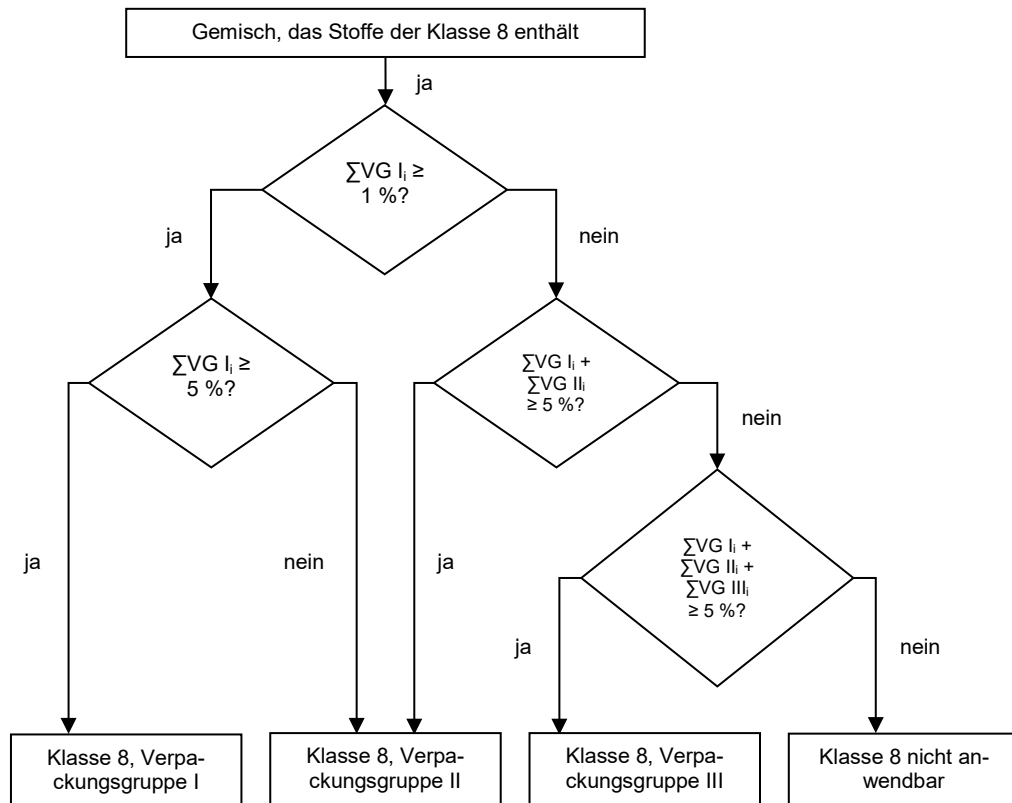 Gemisch, das Stoffe der Klasse 8 enthält
ja
∑VG Iᵢ ≥
1 %?
ja
nein
∑VG Iᵢ ≥
5 %?
∑VG Iᵢ +
∑VG IIᵢ
≥ 5 %?
nein
ja
nein
ja
∑VG Iᵢ +
∑VG IIᵢ +
∑VG IIIᵢ
≥ 5 %?
ja
nein
Klasse 8, Verpa-
ckungsgruppe I
Klasse 8, Verpa-
ckungsgruppe II
Klasse 8, Verpa-
ckungsgruppe III
Klasse 8 nicht an-
wendbar